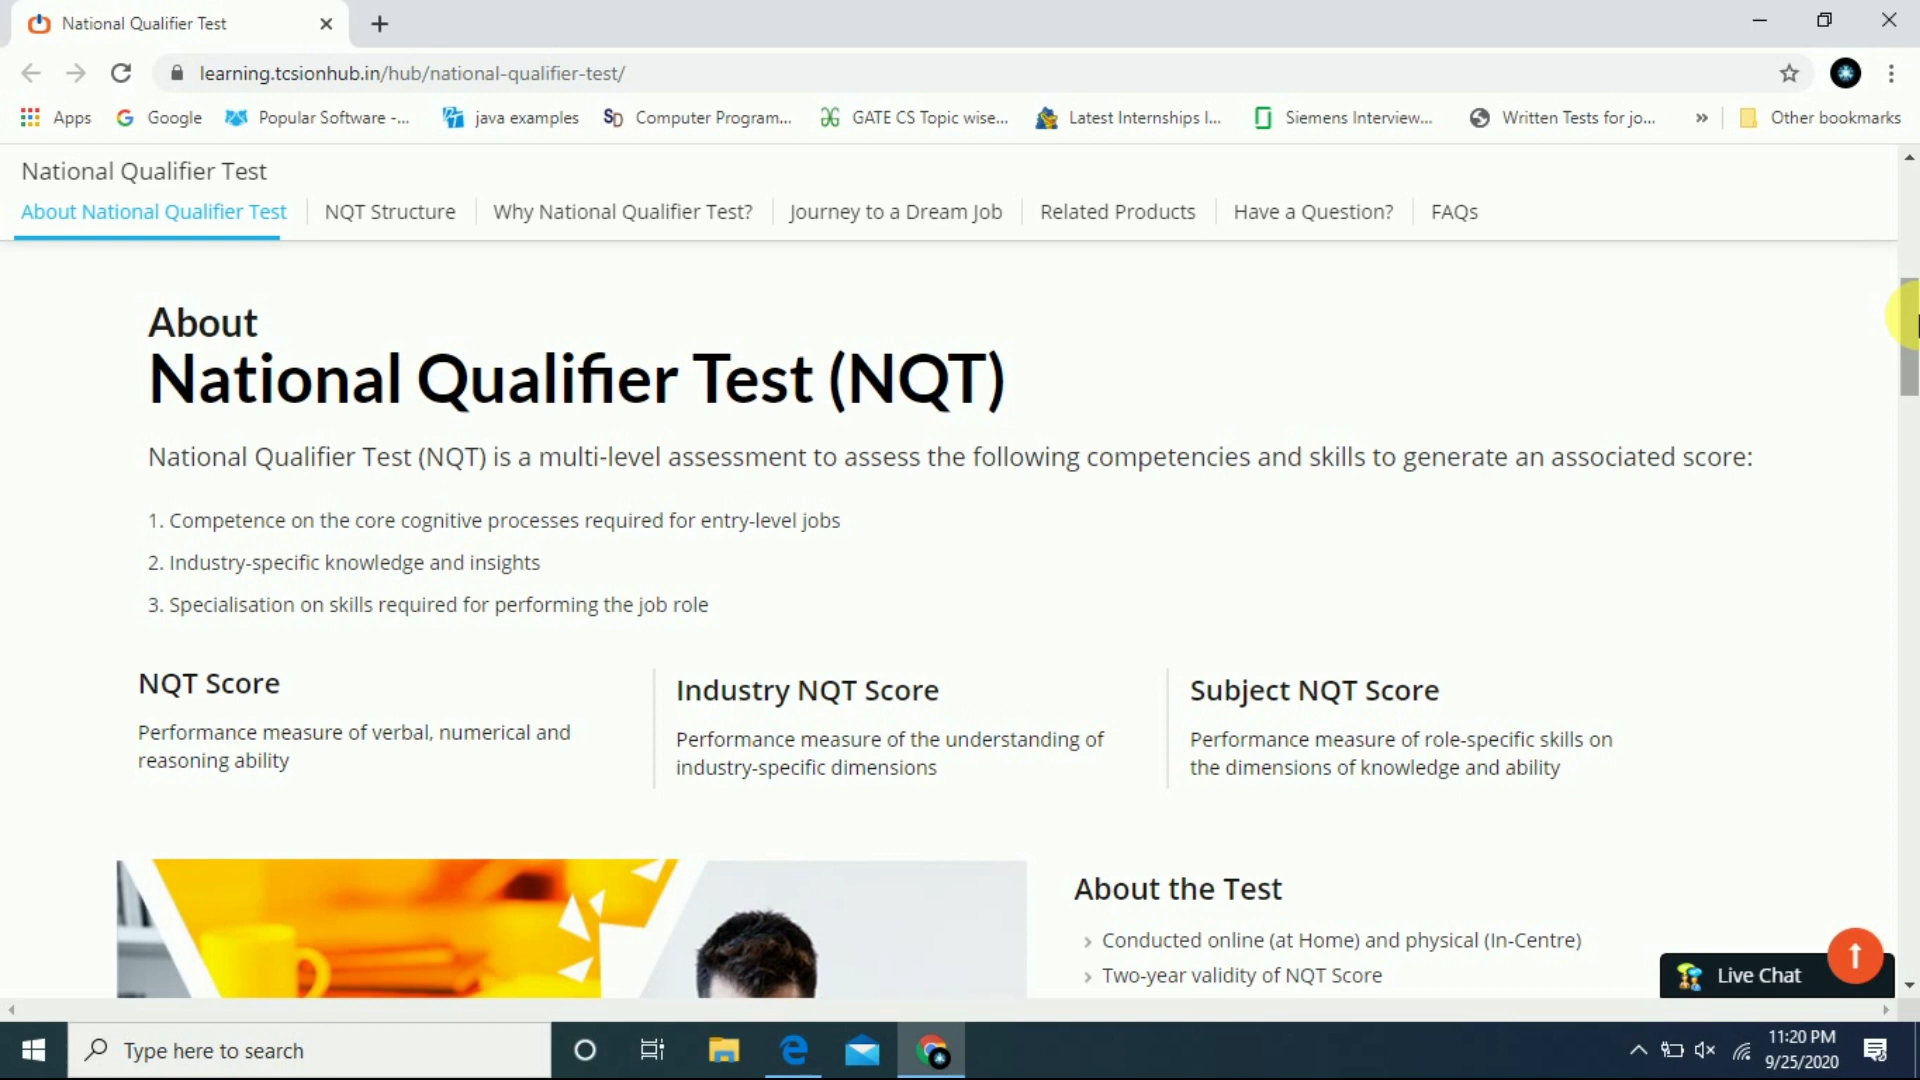 National Qualifier Test
learning.tcsionhub.in/hub/national-qualifier-test/
Apps Google Popular Software -... java examples Computer Program... GATE CS Topic wise... Latest Internships I... Siemens Interview... Written Tests for jo... » Other bookmarks
National Qualifier Test
About National Qualifier Test NQT Structure Why National Qualifier Test? Journey to a Dream Job Related Products Have a Question? FAQs
About
National Qualifier Test (NQT)
National Qualifier Test (NQT) is a multi-level assessment to assess the following competencies and skills to generate an associated score:
1. Competence on the core cognitive processes required for entry-level jobs
2. Industry-specific knowledge and insights
3. Specialisation on skills required for performing the job role
NQT Score
Performance measure of verbal, numerical and
reasoning ability
Industry NQT Score
Performance measure of the understanding of
industry-specific dimensions
Subject NQT Score
Performance measure of role-specific skills on
the dimensions of knowledge and ability
About the Test
Conducted online (at Home) and physical (In-Centre)
Two-year validity of NQT Score
Live Chat
Type here to search
11:20 PM
9/25/2020